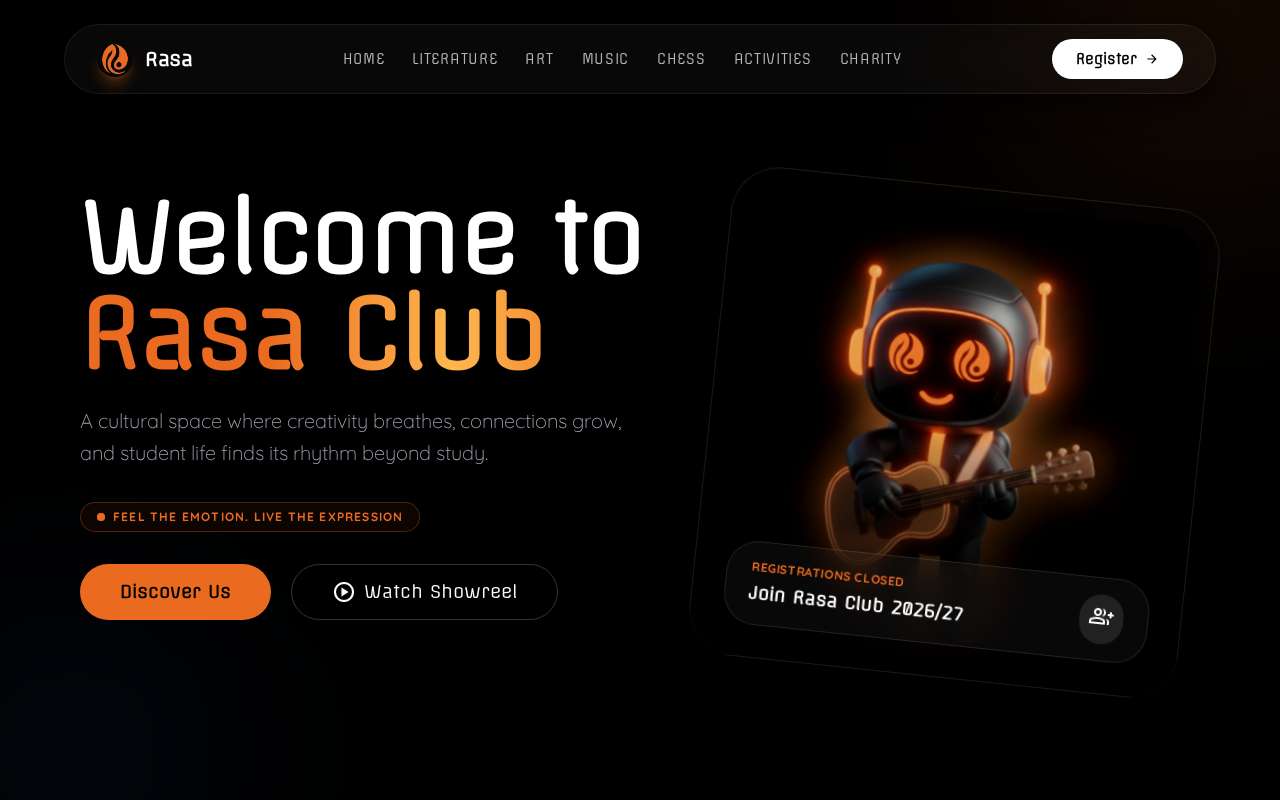 Rasa
HOME
LITERATURE
ART
MUSIC
CHESS
ACTIVITIES
CHARITY
Register
Welcome to
Rasa Club
A cultural space where creativity breathes, connections grow,
and student life finds its rhythm beyond study.
FEEL THE EMOTION. LIVE THE EXPRESSION
Discover Us
Watch Showreel
REGISTRATIONS CLOSED
Join Rasa Club 2026/27